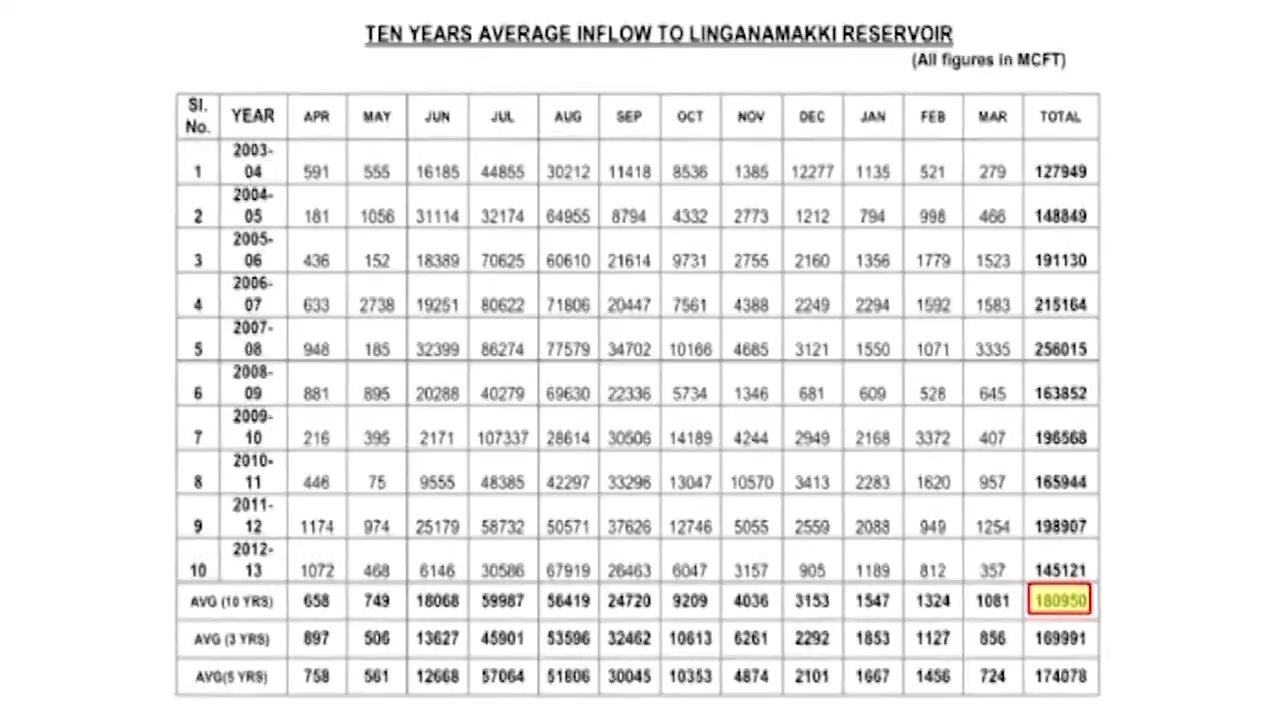 TEN YEARS AVERAGE INFLOW TO LINGANAMAKKI RESERVOIR
(All figures in MCFT)
Sl. No. YEAR APR MAY JUN JUL AUG SEP OCT NOV DEC JAN FEB MAR TOTAL
1 2003-04 591 555 16185 44855 30212 11418 8536 1385 12277 1135 521 279 127949
2 2004-05 181 1056 31114 32174 64955 8794 4332 2773 1212 794 998 466 148849
3 2005-06 436 152 18389 70625 60610 21614 9731 2755 2160 1356 1779 1523 191130
4 2006-07 633 2738 19251 80622 71806 20447 7561 4388 2249 2294 1592 1583 215164
5 2007-08 948 185 32399 86274 77579 34702 10166 4685 3121 1550 1071 3335 256015
6 2008-09 881 895 20288 40279 69630 22336 5734 1346 681 609 528 645 163852
7 2009-10 216 395 2171 107337 28614 30506 14189 4244 2949 2168 3372 407 196568
8 2010-11 446 75 9555 48385 42297 33296 13047 10570 3413 2283 1620 957 165944
9 2011-12 1174 974 25179 58732 50571 37626 12746 5055 2559 2088 949 1254 198907
10 2012-13 1072 468 6146 30586 67919 26463 6047 3157 905 1189 812 357 145121
AVG (10 YRS) 658 749 18068 59987 56419 24720 9209 4036 3153 1547 1324 1081 180950
AVG (3 YRS) 897 506 13627 45901 53596 32462 10613 6261 2292 1853 1127 856 169991
AVG(5 YRS) 758 561 12668 57064 51806 30045 10353 4874 2101 1667 1456 724 174078